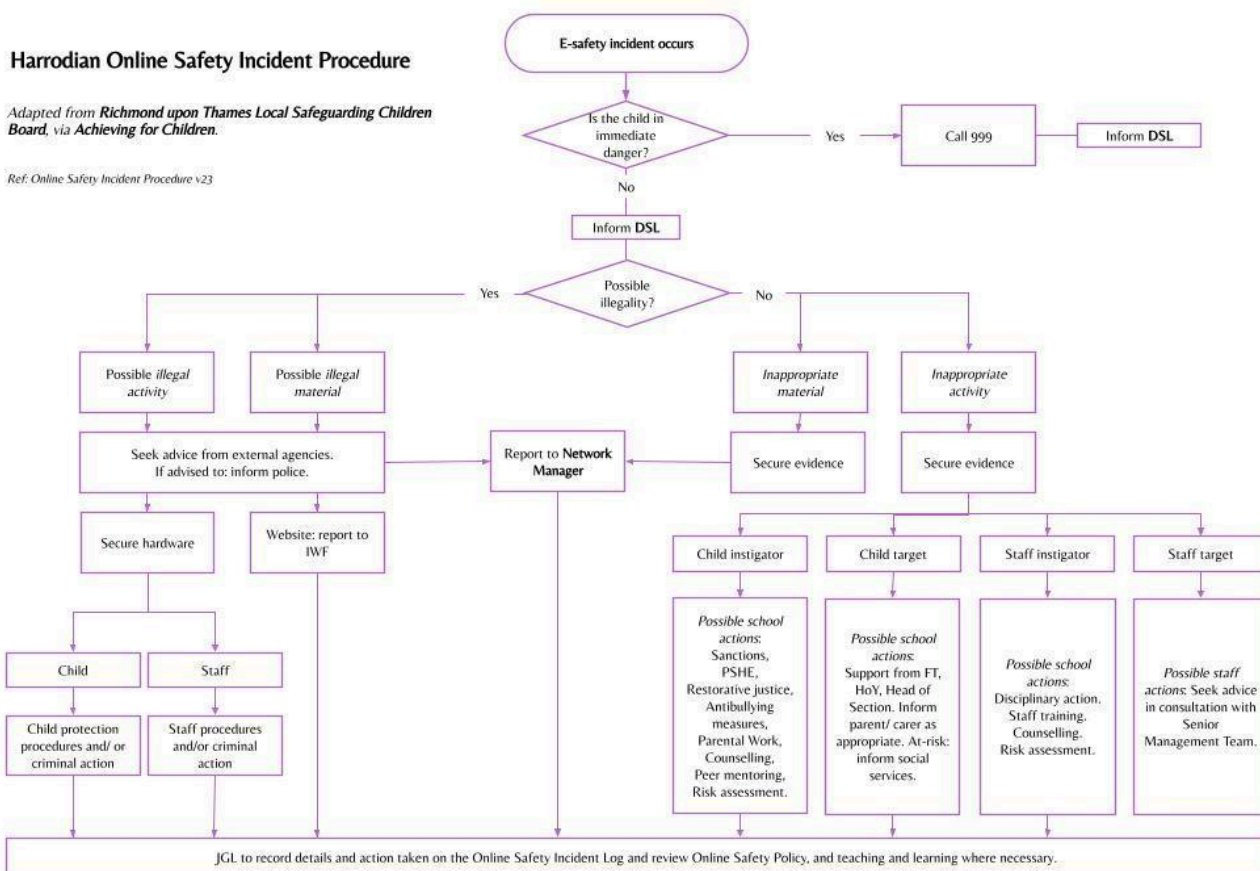 E-safety incident occurs
Harrodian Online Safety Incident Procedure
Adapted from Richmond upon Thames Local Safeguarding Children
Board, via Achieving for Children.
Ref: Online Safety Incident Procedure v23
Is the child in
immediate
danger?
Yes
Call 999
Inform DSL
No
Inform DSL
Possible
illegality?
Yes
No
Possible illegal
activity
Possible illegal
material
Inappropriate
material
Inappropriate
activity
Seek advice from external agencies.
If advised to: inform police.
Report to Network
Manager
Secure evidence
Secure evidence
Secure hardware
Website: report to
IWF
Child instigator
Child target
Staff instigator
Staff target
Child
Staff
Child protection
procedures and/ or
criminal action
Staff procedures
and/or criminal
action
Possible school
actions:
Sanctions,
PSHE,
Restorative justice,
Antibullying
measures,
Parental Work,
Counselling,
Peer mentoring,
Risk assessment.
Possible school
actions:
Support from FT,
HoY, Head of
Section. Inform
parent/ carer as
appropriate. At-risk:
inform social
services.
Possible school
actions:
Disciplinary action.
Staff training.
Counselling.
Risk assessment.
Possible staff
actions: Seek advice
in consultation with
Senior
Management Team.
JGL to record details and action taken on the Online Safety Incident Log and review Online Safety Policy, and teaching and learning where necessary.